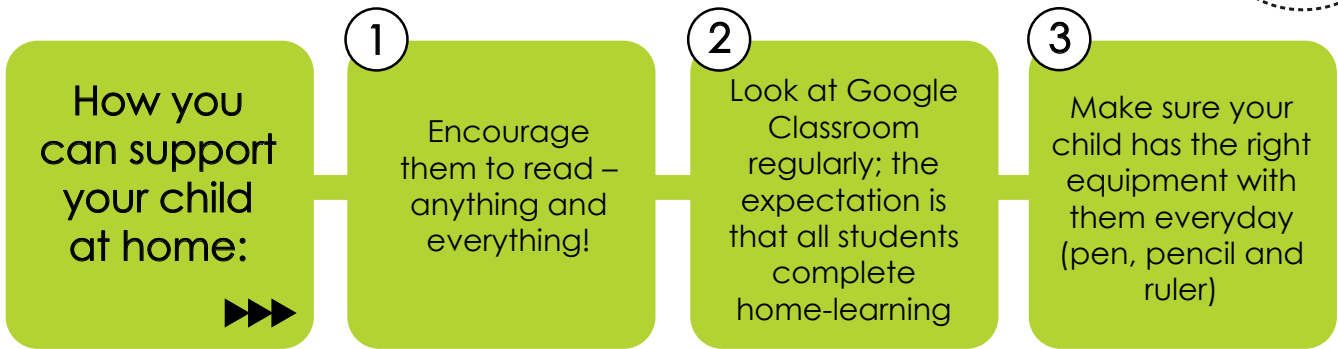 How you
can support
your child
at home:
1
Encourage
them to read –
anything and
everything!
2
Look at Google
Classroom
regularly; the
expectation is
that all students
complete
home-learning
3
Make sure your
child has the right
equipment with
them everyday
(pen, pencil and
ruler)